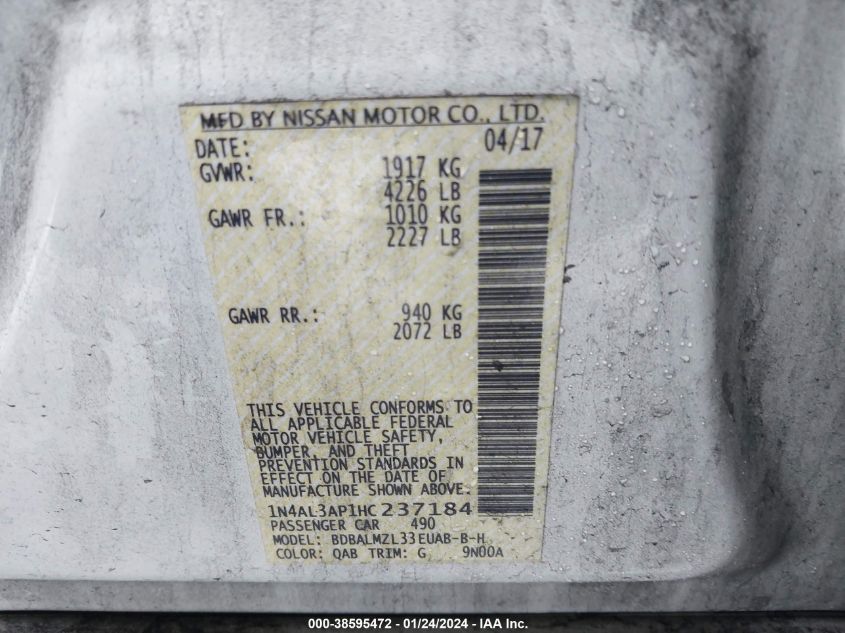 MFD BY NISSAN MOTOR CO., LTD.
DATE: 04/17
GVWR: 1917 KG
4226 LB
GAWR FR.: 1010 KG
2227 LB
GAWR RR.: 940 KG
2072 LB
THIS VEHICLE CONFORMS TO
ALL APPLICABLE FEDERAL
MOTOR VEHICLE SAFETY,
BUMPER, AND THEFT
PREVENTION STANDARDS IN
EFFECT ON THE DATE OF
MANUFACTURE SHOWN ABOVE.
1N4AL3AP1HC237184
PASSENGER CAR 490
MODEL: BDBALMZL33EUAB-B-H
COLOR: QAB TRIM: G 9N00A
000-38595472 - 01/24/2024 - IAA Inc.